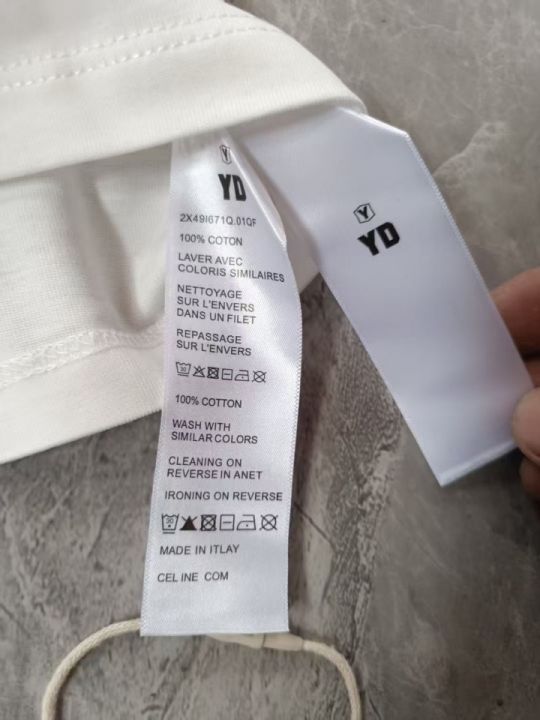 Y
YD
2X49I671Q.01QF
100% COTON
LAVER AVEC
COLORIS SIMILAIRES
NETTOYAGE
SUR L'ENVERS
DANS UN FILET
REPASSAGE
SUR L'ENVERS
30
100% COTTON
WASH WITH
SIMILAR COLORS
CLEANING ON
REVERSE IN ANET
IRONING ON REVERSE
30
MADE IN ITLAY
CEL INE COM
Y
YD